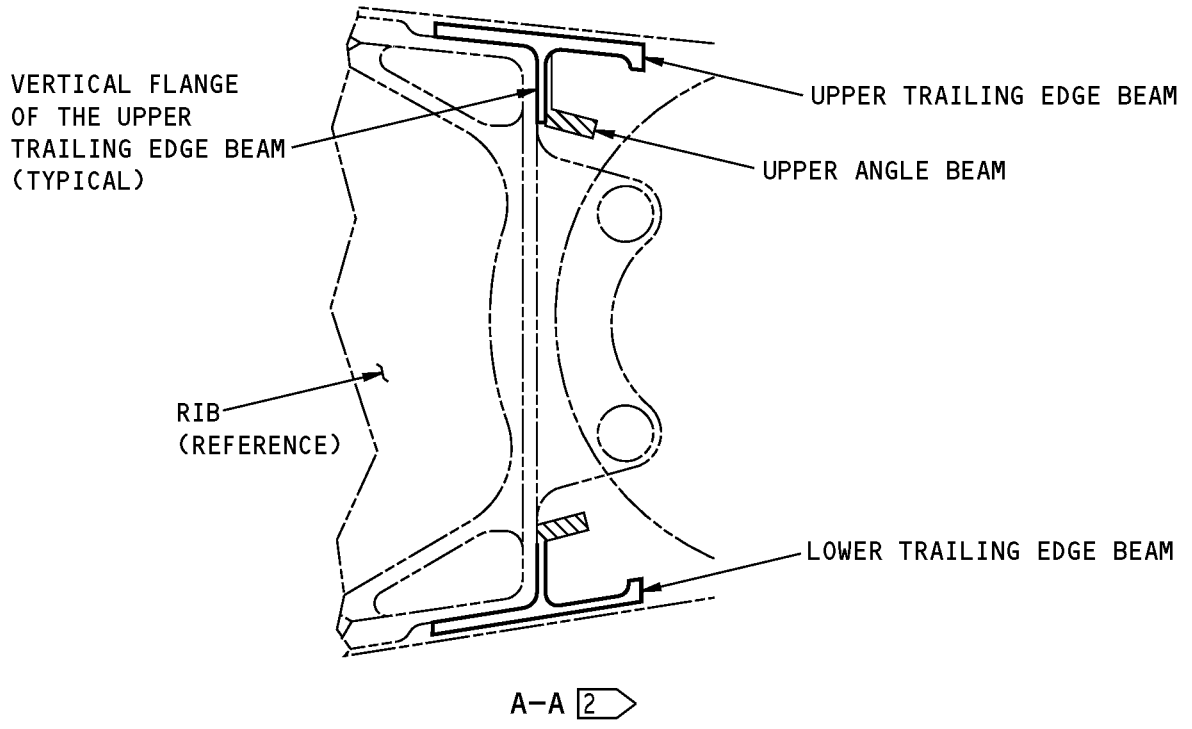 VERTICAL FLANGE
OF THE UPPER
TRAILING EDGE BEAM
(TYPICAL)
UPPER TRAILING EDGE BEAM
UPPER ANGLE BEAM
RIB
(REFERENCE)
LOWER TRAILING EDGE BEAM
A-A 2